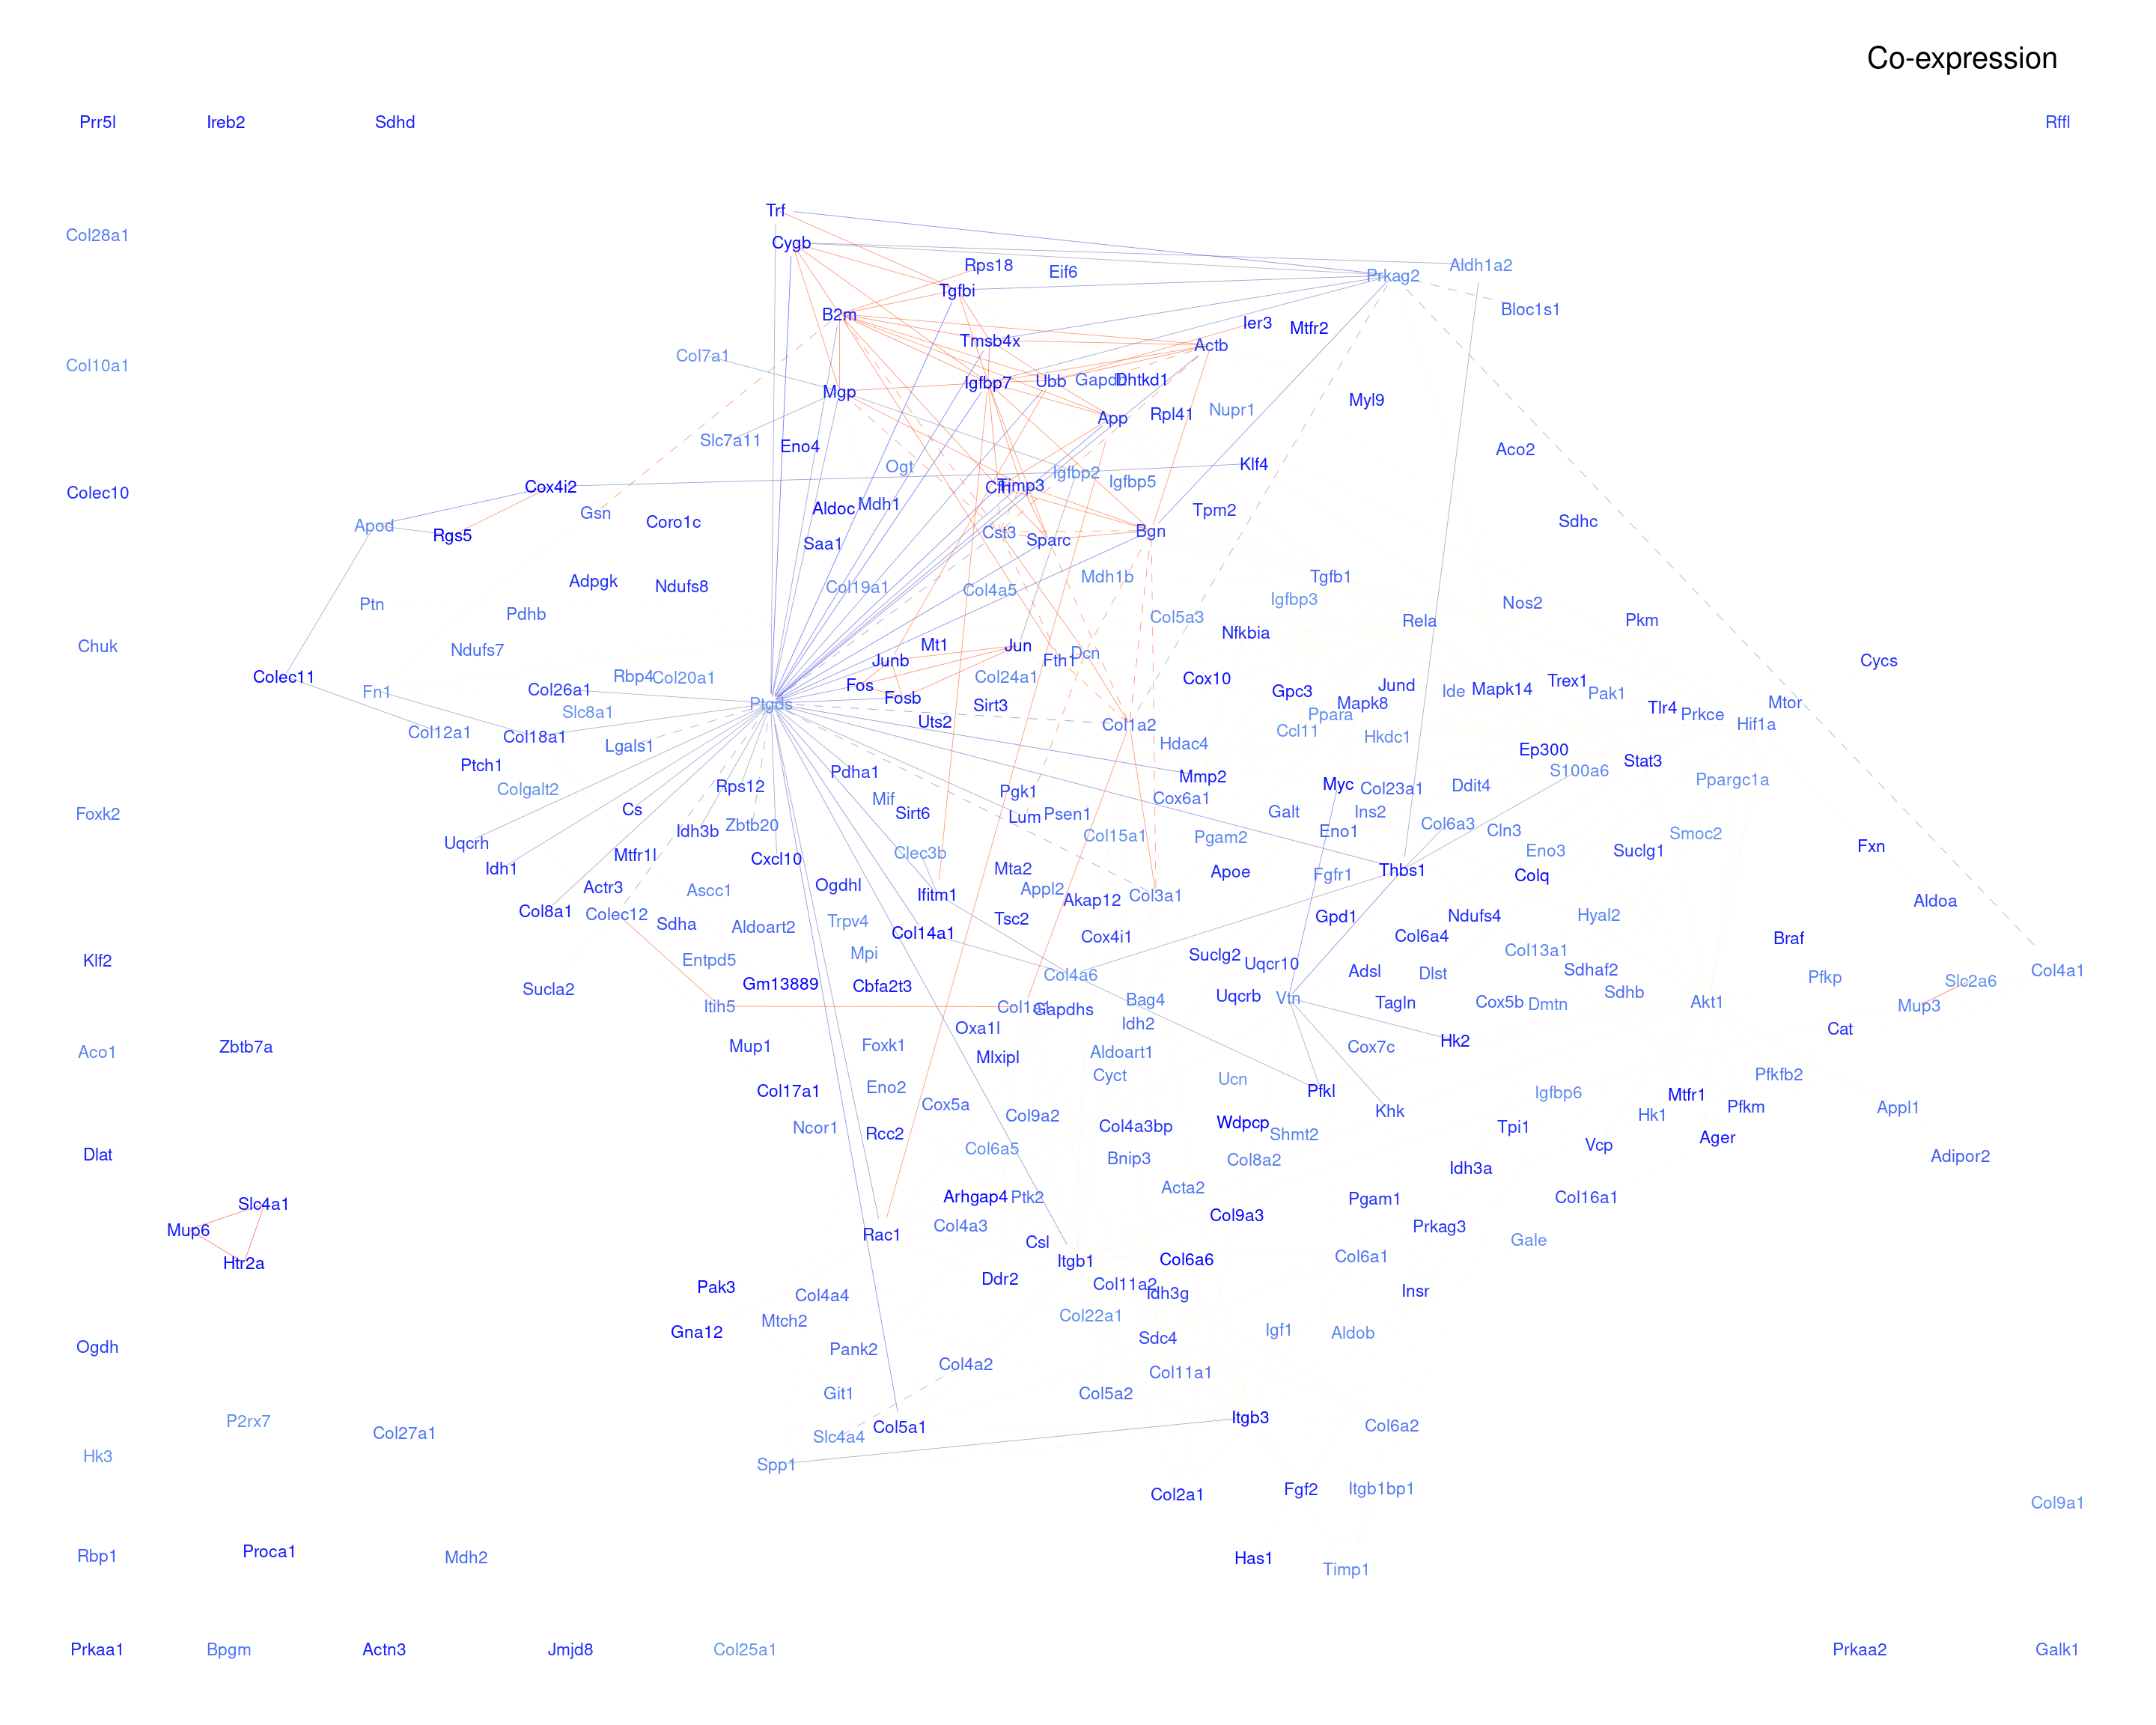 Co-expression
Prr5l Ireb2 Sdhd Rffl
Trf
Col28a1 Cygb
Rps18 Eif6 Prkag2 Aldh1a2
Tgfbi Bloc1s1
B2m Ier3 Mtfr2
Tmsb4x Actb
Col7a1
Col10a1 Igfbp7 Ubb Dhtkd1
Mgp Myl9
App Rpl41 Nupr1
Slc7a11 Eno4 Aco2
Ogt Igfbp2 Igfbp5 Klf4
Colec10 Cox4i2 Timp3
Apod Gsn Coro1c Aldoc Mdh1 Tpm2 Sdhc
Rgs5 Saa1 Cst3 Sparc Bgn
Adpgk Ndufs8 Col19a1 Col4a5 Mdh1b Tgfb1
Ptn Pdhb Col5a3 Igfbp3 Nos2
Chuk Ndufs7 Mt1 Jun Nfkbia Rela Pkm
Junb Fth1 Dcn Cycs
Colec11 Fn1 Col26a1 Rbp4 Col20a1 Fos Col24a1 Cox10 Gpc3 Jund Ide Mapk14 Trex1 Pak1
Slc8a1 Ptgds Fosb Sirt3 Mapk8 Tlr4 Prkce Mtor
Col12a1 Col18a1 Lgals1 Uts2 Col1a2 Hdac4 Ccl11 Ppara Hkdc1 Hif1a
Ptch1 Pdha1 Mmp2 Ep300 S100a6 Stat3 Ppargc1a
Colgalt2 Rps12 Mif Pgk1 Cox6a1 Myc Col23a1 Ddit4
Foxk2 Cs Idh3b Zbtb20 Sirt6 Lum Psen1 Galt Ins2
Uqcrh Mtfr1l Cxcl10 Clec3b Col15a1 Pgam2 Eno1 Col6a3 Cln3 Eno3 Smoc2 Suclg1 Fxn
Idh1 Actr3 Ascc1 Ogdhl Mta2 Appl2 Apoe Fgfr1 Thbs1 Colq
Col8a1 Colec12 Sdha Aldoart2 Trpv4 Ifitm1 Tsc2 Akap12 Col3a1 Gpd1 Ndufs4 Hyal2 Aldoa
Klf2 Entpd5 Mpi Col14a1 Cox4i1 Suclg2 Uqcr10 Col6a4 Col13a1 Braf
Sucla2 Gm13889 Cbfa2t3 Col4a6 Adsl Dlst Sdhaf2 Pfkp Slc2a6 Col4a1
Itih5 Col1a1 Gapdhs Bag4 Uqcrb Vtn Tagln Cox5b Dmtn Sdhb Akt1 Mup3
Aco1 Zbtb7a Mup1 Foxk1 Oxa1l Mlxipl Idh2 Aldoart1 Cox7c Hk2 Cat
Col17a1 Eno2 Cyct Ucn Pfkl Igfbp6 Mtfr1 Pfkfb2
Cox5a Col9a2 Khk Hk1 Pfkm Appl1
Dlat Ncor1 Rcc2 Col6a5 Col4a3bp Wdpcp Shmt2 Tpi1 Vcp Ager
Bnip3 Col8a2 Idh3a Adipor2
Slc4a1 Arhgap4 Ptk2 Acta2 Pgam1 Col16a1
Mup6 Rac1 Col4a3 Col9a3 Prkag3
Htr2a Csl Itgb1 Col6a6 Col6a1 Gale
Pak3 Col4a4 Ddr2 Col11a2 Idh3g Insr
Ogdh Gna12 Mtch2 Pank2 Col22a1 Sdc4 Igf1 Aldob
Col4a2 Col11a1
P2rx7 Col27a1 Git1 Col5a2
Hk3 Slc4a4 Col5a1 Itgb3 Col6a2
Spp1
Col2a1 Fgf2 Itgb1bp1 Col9a1
Rbp1 Proca1 Mdh2 Has1 Timp1
Prkaa1 Bpgm Actn3 Jmjd8 Col25a1 Prkaa2 Galk1